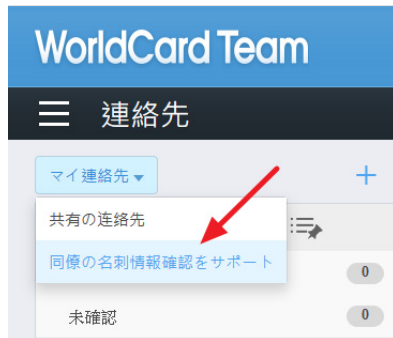 WorldCard Team
連絡先
マイ連絡先
共有の连絡先
同僚の名刺情報確認をサポート
0
未確認 0